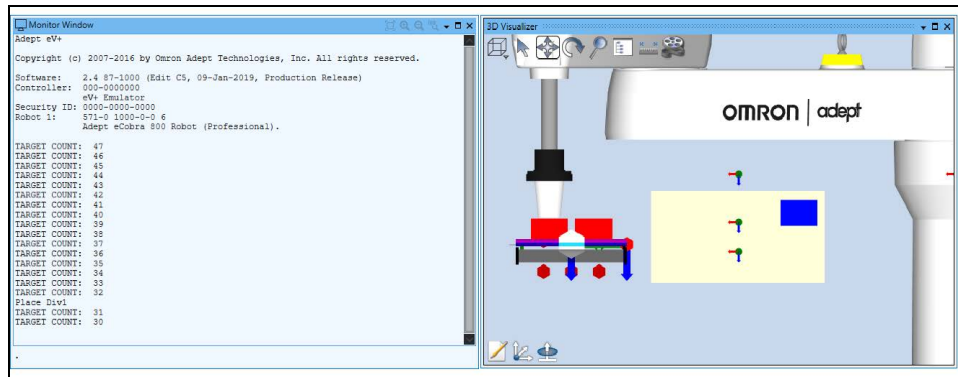 Monitor Window
Adept eV+
Copyright (c) 2007-2016 by Omron Adept Technologies, Inc. All rights reserved.
Software: 2.4 87-1000 (Edit C5, 09-Jan-2019, Production Release)
Controller: 000-0000000
eV+ Emulator
Security ID: 0000-0000-0000
Robot 1: 571-0 1000-0-0 6
Adept eCobra 800 Robot (Professional).
TARGET COUNT: 47
TARGET COUNT: 46
TARGET COUNT: 45
TARGET COUNT: 44
TARGET COUNT: 43
TARGET COUNT: 42
TARGET COUNT: 41
TARGET COUNT: 40
TARGET COUNT: 39
TARGET COUNT: 38
TARGET COUNT: 37
TARGET COUNT: 36
TARGET COUNT: 35
TARGET COUNT: 34
TARGET COUNT: 33
TARGET COUNT: 32
Place Div1
TARGET COUNT: 31
TARGET COUNT: 30
.
3D Visualizer
OMRON | adept